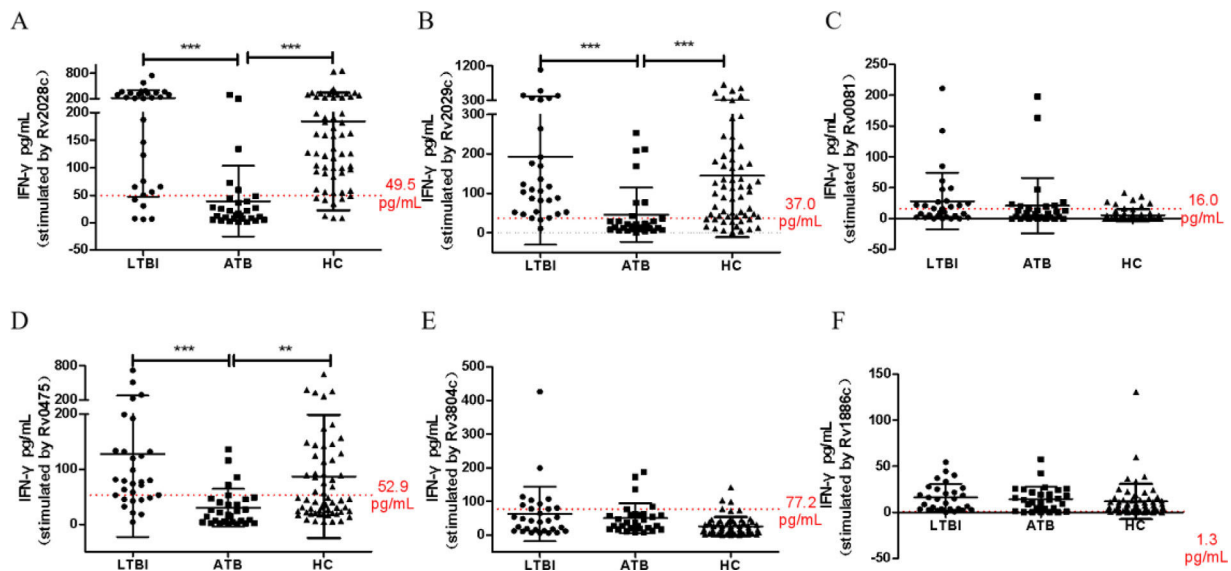 A
IFN-γ pg/mL
(stimulated by Rv2028c)
800
200
200
150
100
50
0
-50
***
***
49.5
pg/mL
LTBI
ATB
HC
B
IFN-γ pg/mL
(stimulated by Rv2029c)
1200
300
300
200
100
0
***
***
37.0
pg/mL
LTBI
ATB
HC
C
IFN-γ pg/mL
(stimulated by Rv0081)
250
200
150
100
50
0
-50
16.0
pg/mL
LTBI
ATB
HC
D
IFN-γ pg/mL
(stimulated by Rv0475)
800
200
200
100
0
***
**
52.9
pg/mL
LTBI
ATB
HC
E
IFN-γ pg/mL
(stimulated by Rv3804c)
500
400
300
200
100
0
77.2
pg/mL
LTBI
ATB
HC
F
IFN-γ pg/mL
(stimulated by Rv1886c)
150
100
50
0
-50
1.3
pg/mL
LTBI
ATB
HC